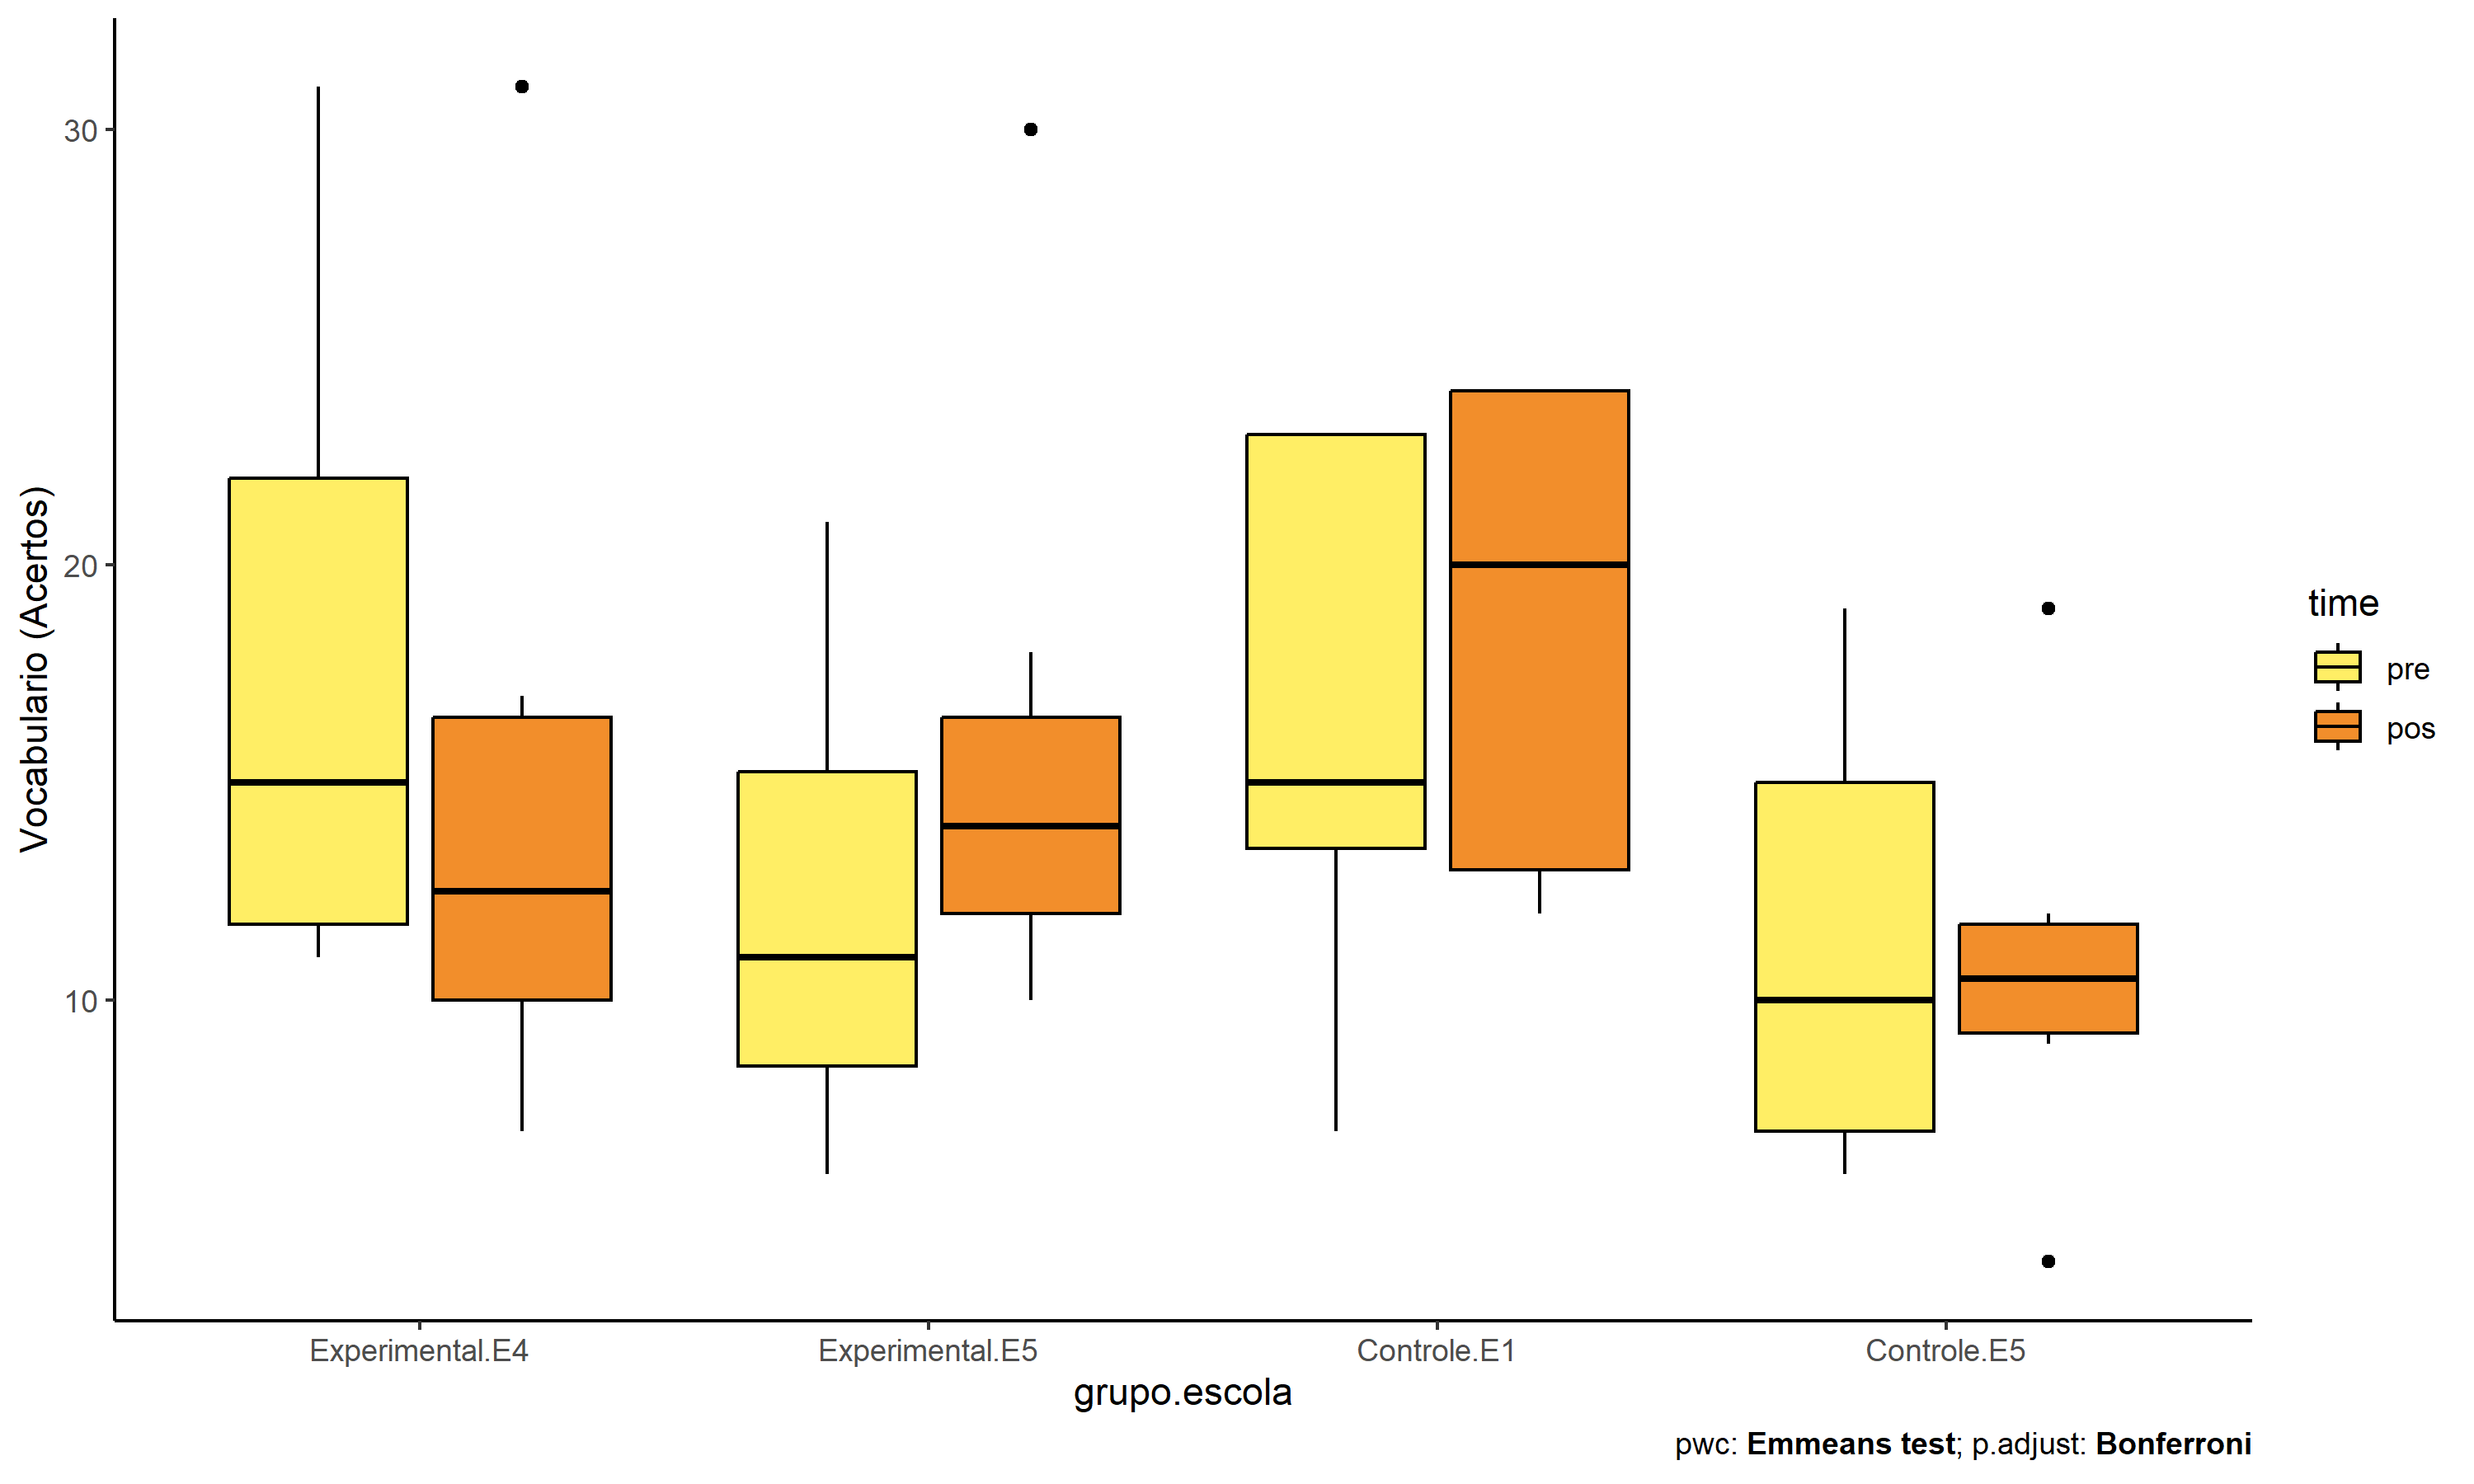 Vocabulario (Acertos)
30
20
10
Experimental.E4
Experimental.E5
Controle.E1
Controle.E5
grupo.escola
time
pre
pos
pwc: Emmeans test; p.adjust: Bonferroni